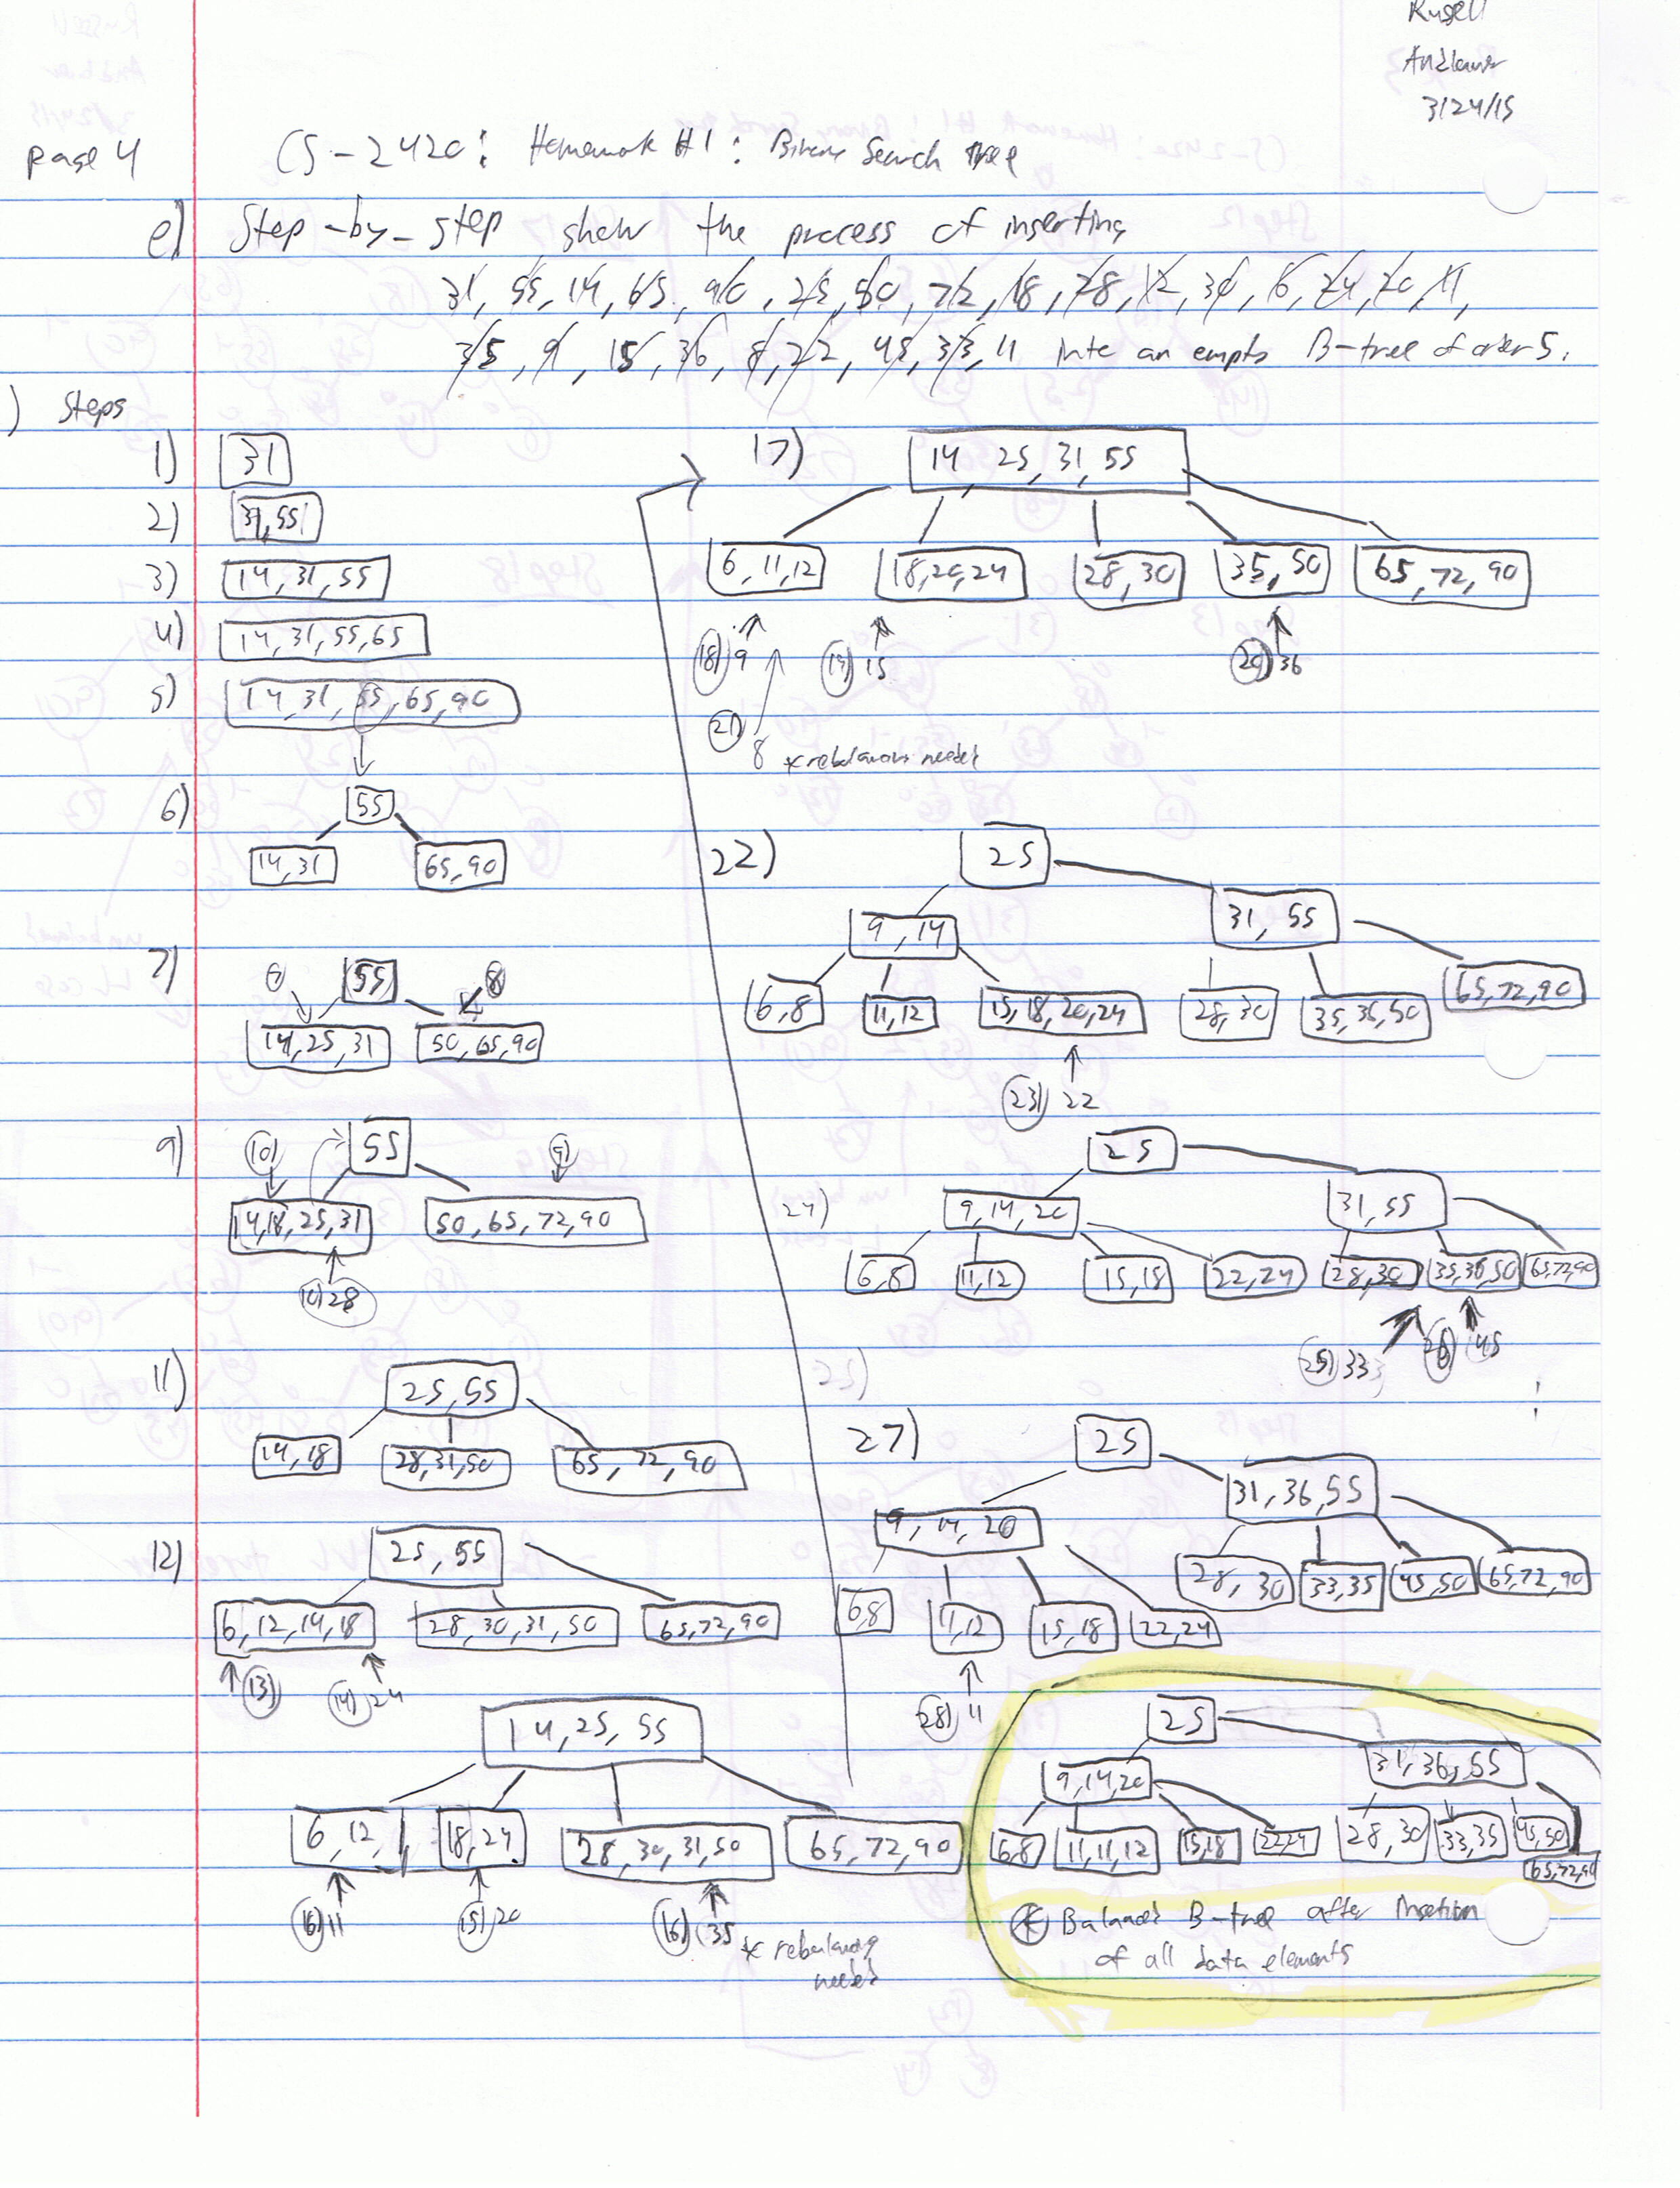 Russell
Andlauer
3/24/15
page 4
CS-2420: Homework #1: Binary Search Tree
e) Step-by-step show the process of inserting
31, 55, 14, 65, 90, 25, 50, 72, 18, 28, 12, 30, 6, 24, 20, 11,
35, 9, 15, 36, 8, 22, 45, 33, 11 into an empty B-tree of order 5.
) Steps
1) 31
2) 31, 55
3) 14, 31, 55
4) 14, 31, 55, 65
5) 14, 31, 55, 65, 90
6) 55
14, 31 65, 90
7) 55
7 8
14, 25, 31 50, 65, 90
9) 55
10) 9)
14, 18, 25, 31 50, 65, 72, 90
10) 28
11) 25, 55
14, 18 28, 31, 50 65, 72, 90
12) 25, 55
6, 12, 14, 18 28, 30, 31, 50 65, 72, 90
13) 14) 24
14, 25, 55
6, 12, 18, 24 28, 30, 31, 50 65, 72, 90
16) 11 15) 20 16) 35 * rebalancing
needed
17) 14 25, 31, 55
6, 11, 12 18, 20, 24 28, 30 35, 50 65, 72, 90
18) 9 19) 15 20) 36
21) 8 * rebalancing needed
22) 25
9, 14 31, 55
6, 8 11, 12 15, 18, 20, 24 28, 30 35, 36, 50 65, 72, 90
23) 22
25
24) 9, 14, 20 31, 55
6, 8 11, 12 15, 18 22, 24 28, 30 35, 36, 50 65, 72, 90
25) 33 26) 45
25)
27) 25
9, 14, 20 31, 36, 55
6, 8 11, 12 15, 18 22, 24 28, 30 33, 35 45, 50 65, 72, 90
28) 11
25
9, 14, 20 31, 36, 55
6, 8 11, 11, 12 15, 18 22, 24 28, 30 33, 35 45, 50
65, 72, 90
* Balanced B-tree after insertion
of all data elements